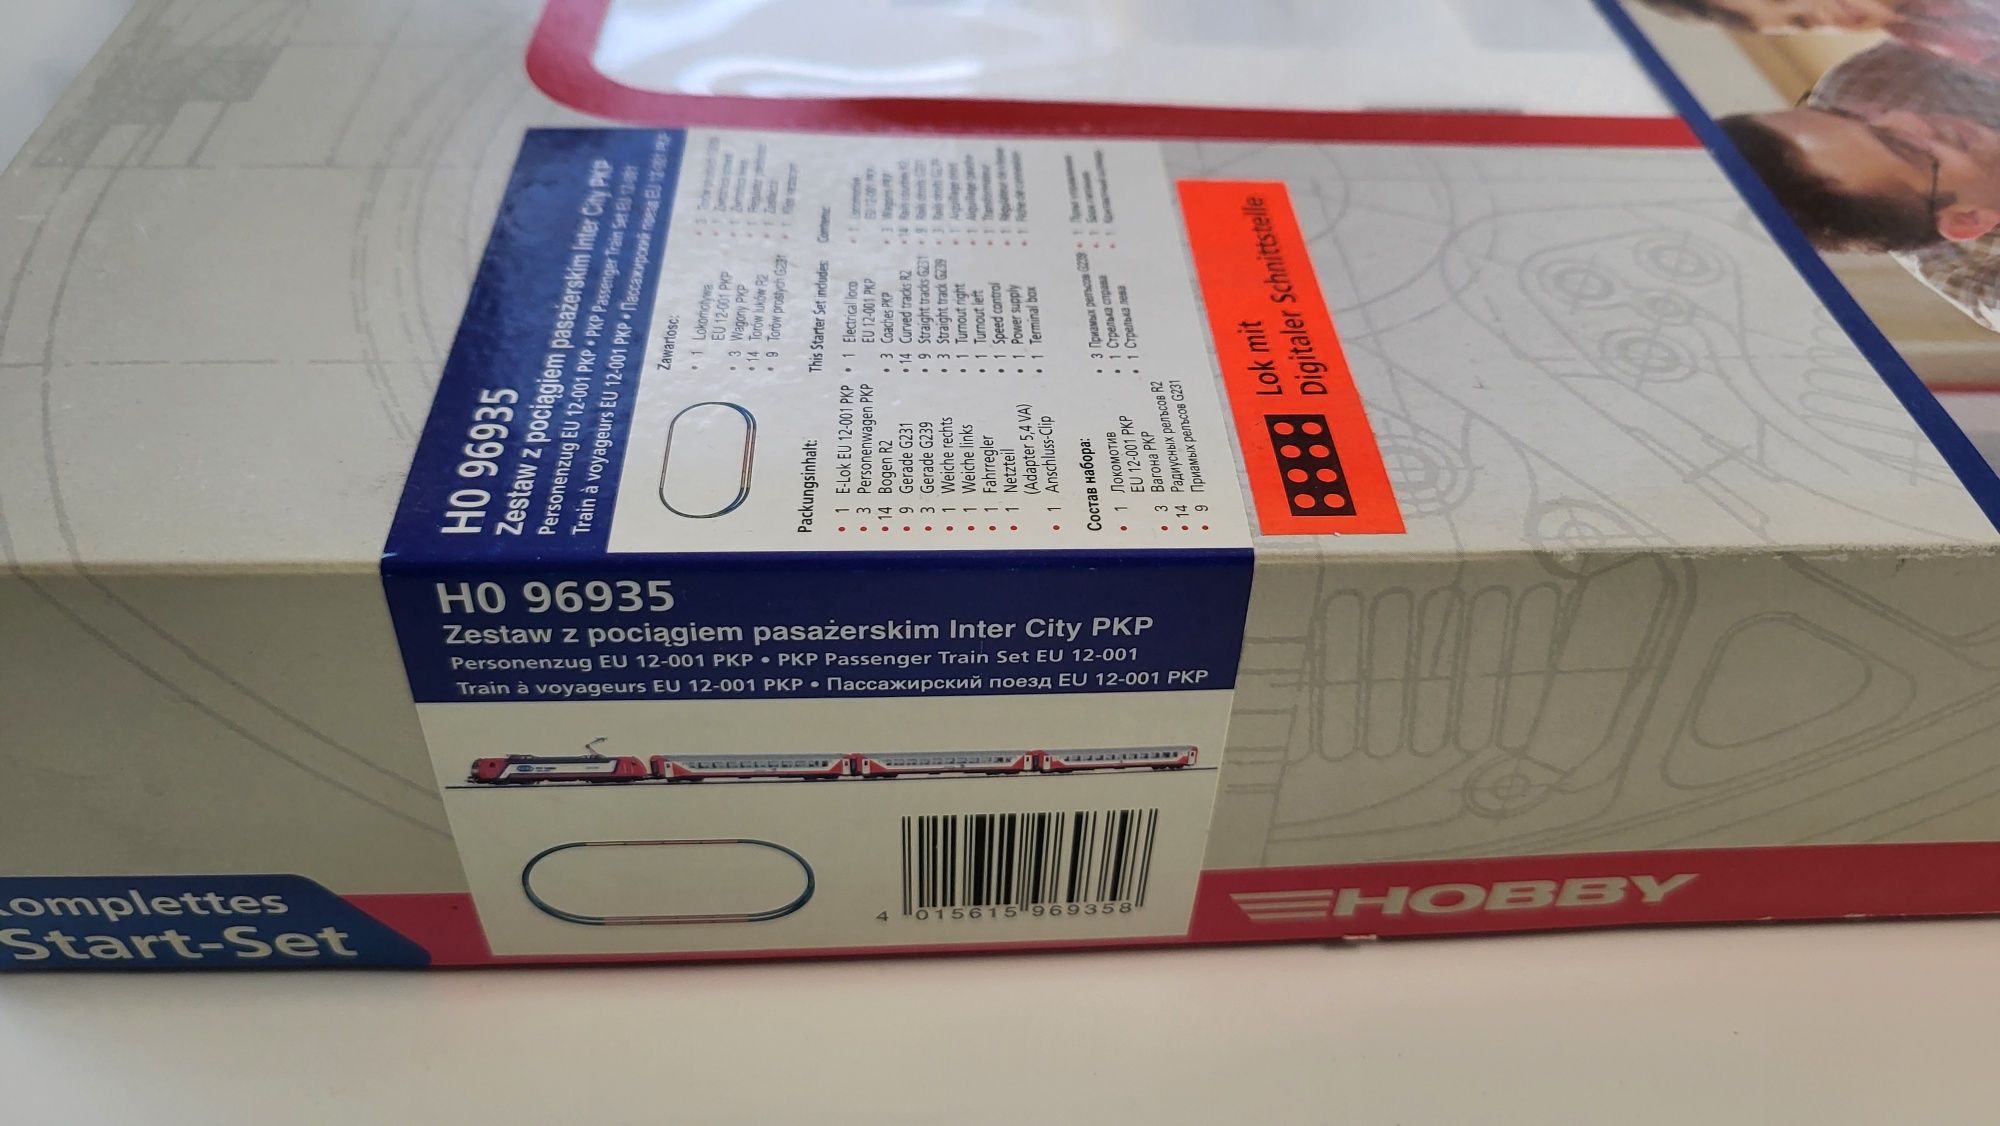 H0 96935
Zestaw z pociągiem pasażerskim Inter City PKP
Personenzug EU 12-001 PKP • PKP Passenger Train Set EU 12-001
Train à voyageurs EU 12-001 PKP • Пассажирский поезд EU 12-001 PKP
Zawartosc:
• 1 Lokomotywa
EU 12-001 PKP
• 3 Wagony PKP
• 14 Torów łuków R2
• 9 Torów prostych G231
Packungsinhalt:
• 1 E-Lok EU 12-001 PKP
• 3 Personenwagen PKP
• 14 Bogen R2
• 9 Gerade G231
• 3 Gerade G239
• 1 Weiche rechts
• 1 Weiche links
• 1 Fahrregler
• 1 Netzteil
(Adapter 5,4 VA)
• 1 Anschluss-Clip
This Starter Set includes:
• 1 Electrical loco
EU 12-001 PKP
• 3 Coaches PKP
• 14 Curved tracks R2
• 9 Straight tracks G231
• 3 Straight track G239
• 1 Turnout right
• 1 Turnout left
• 1 Speed control
• 1 Power supply
• 1 Terminal box
Contenu:
Состав набора:
• 1 Локомотив
EU 12-001 PKP
• 3 Вагона PKP
• 14 Радиусных рельсов R2
• 9 Приамых рельсов G231
• 3 Приамых рельсов G239
• 1 Стрелька справа
• 1 Стрелька лева
Lok mit
Digitaler Schnittstelle
H0 96935
Zestaw z pociągiem pasażerskim Inter City PKP
Personenzug EU 12-001 PKP • PKP Passenger Train Set EU 12-001
Train à voyageurs EU 12-001 PKP • Пассажирский поезд EU 12-001 PKP
4 015615 969358
omplettes
Start-Set
HOBBY